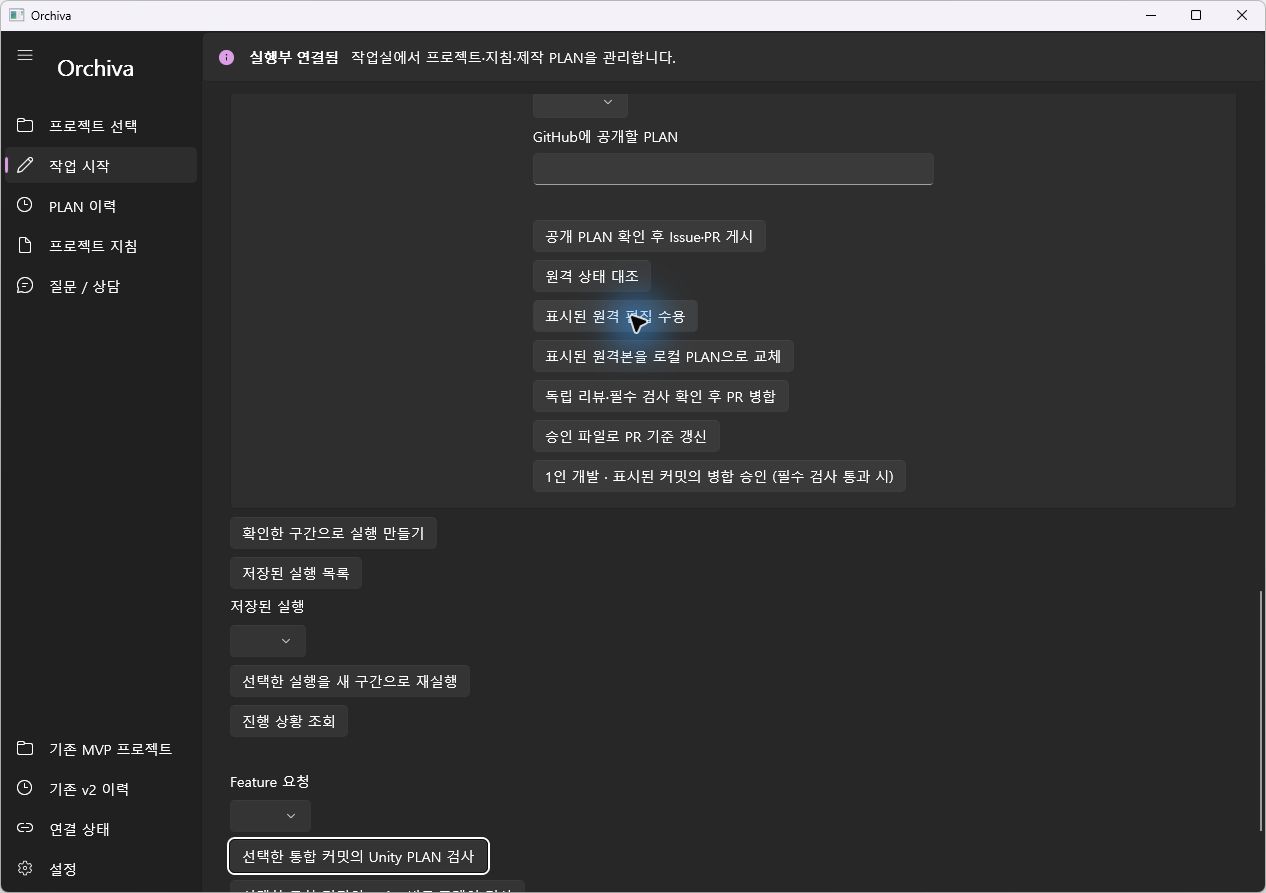 Orchiva
Orchiva
실행부 연결됨 작업실에서 프로젝트·지침·제작 PLAN을 관리합니다.
프로젝트 선택
작업 시작
PLAN 이력
프로젝트 지침
질문 / 상담
기존 MVP 프로젝트
기존 v2 이력
연결 상태
설정
GitHub에 공개할 PLAN
공개 PLAN 확인 후 Issue·PR 게시
원격 상태 대조
표시된 원격 편집 수용
표시된 원격본을 로컬 PLAN으로 교체
독립 리뷰·필수 검사 확인 후 PR 병합
승인 파일로 PR 기준 갱신
1인 개발 · 표시된 커밋의 병합 승인 (필수 검사 통과 시)
확인한 구간으로 실행 만들기
저장된 실행 목록
저장된 실행
선택한 실행을 새 구간으로 재실행
진행 상황 조회
Feature 요청
선택한 통합 커밋의 Unity PLAN 검사